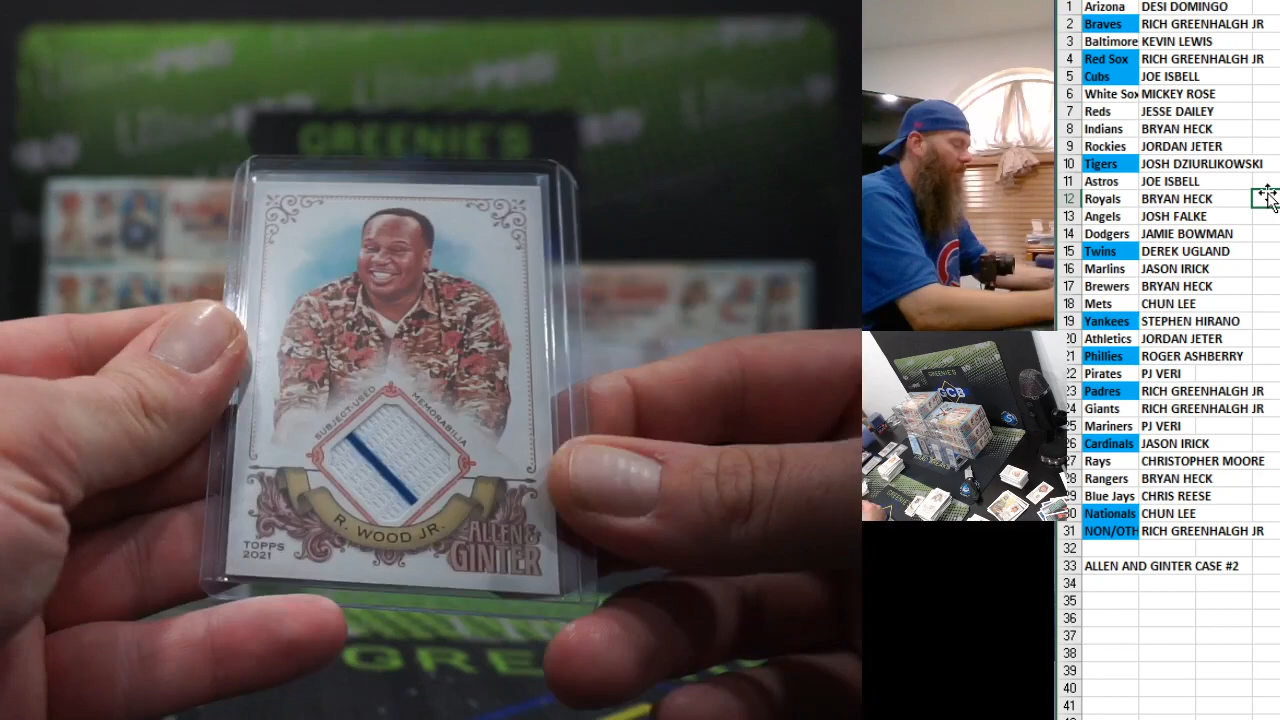 GREENIE'S
SUBJECT-USED MEMORABILIA
R. WOOD JR.
ALLEN &
GINTER
TOPPS
2021
GRE
GREENIE'S
GCB
1 Arizona DESI DOMINGO
2 Braves RICH GREENHALGH JR
3 Baltimore KEVIN LEWIS
4 Red Sox RICH GREENHALGH JR
5 Cubs JOE ISBELL
6 White Sox MICKEY ROSE
7 Reds JESSE DAILEY
8 Indians BRYAN HECK
9 Rockies JORDAN JETER
10 Tigers JOSH DZIURLIKOWSKI
11 Astros JOE ISBELL
12 Royals BRYAN HECK
13 Angels JOSH FALKE
14 Dodgers JAMIE BOWMAN
15 Twins DEREK UGLAND
16 Marlins JASON IRICK
17 Brewers BRYAN HECK
18 Mets CHUN LEE
19 Yankees STEPHEN HIRANO
20 Athletics JORDAN JETER
21 Phillies ROGER ASHBERRY
22 Pirates PJ VERI
23 Padres RICH GREENHALGH JR
24 Giants RICH GREENHALGH JR
25 Mariners PJ VERI
26 Cardinals JASON IRICK
27 Rays CHRISTOPHER MOORE
28 Rangers BRYAN HECK
29 Blue Jays CHRIS REESE
30 Nationals CHUN LEE
31 NON/OTH RICH GREENHALGH JR
32
33 ALLEN AND GINTER CASE #2
34
35
36
37
38
39
40
41